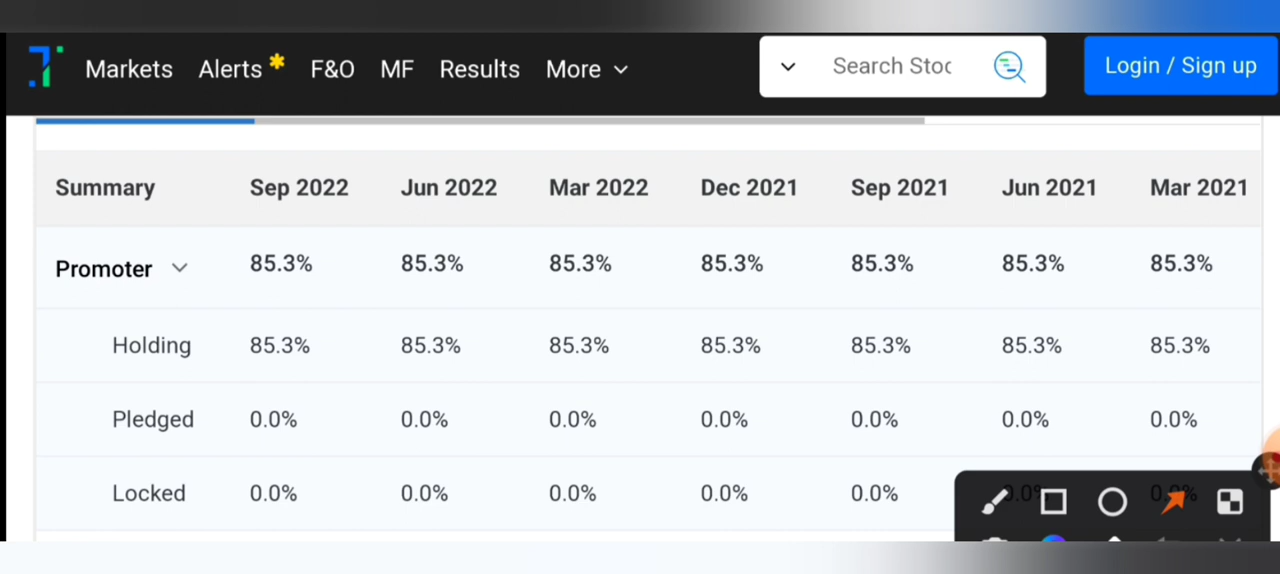 Markets Alerts F&O MF Results More Search Stoc Login / Sign up
Summary Sep 2022 Jun 2022 Mar 2022 Dec 2021 Sep 2021 Jun 2021 Mar 2021
Promoter 85.3% 85.3% 85.3% 85.3% 85.3% 85.3% 85.3%
Holding 85.3% 85.3% 85.3% 85.3% 85.3% 85.3% 85.3%
Pledged 0.0% 0.0% 0.0% 0.0% 0.0% 0.0% 0.0%
Locked 0.0% 0.0% 0.0% 0.0% 0.0%